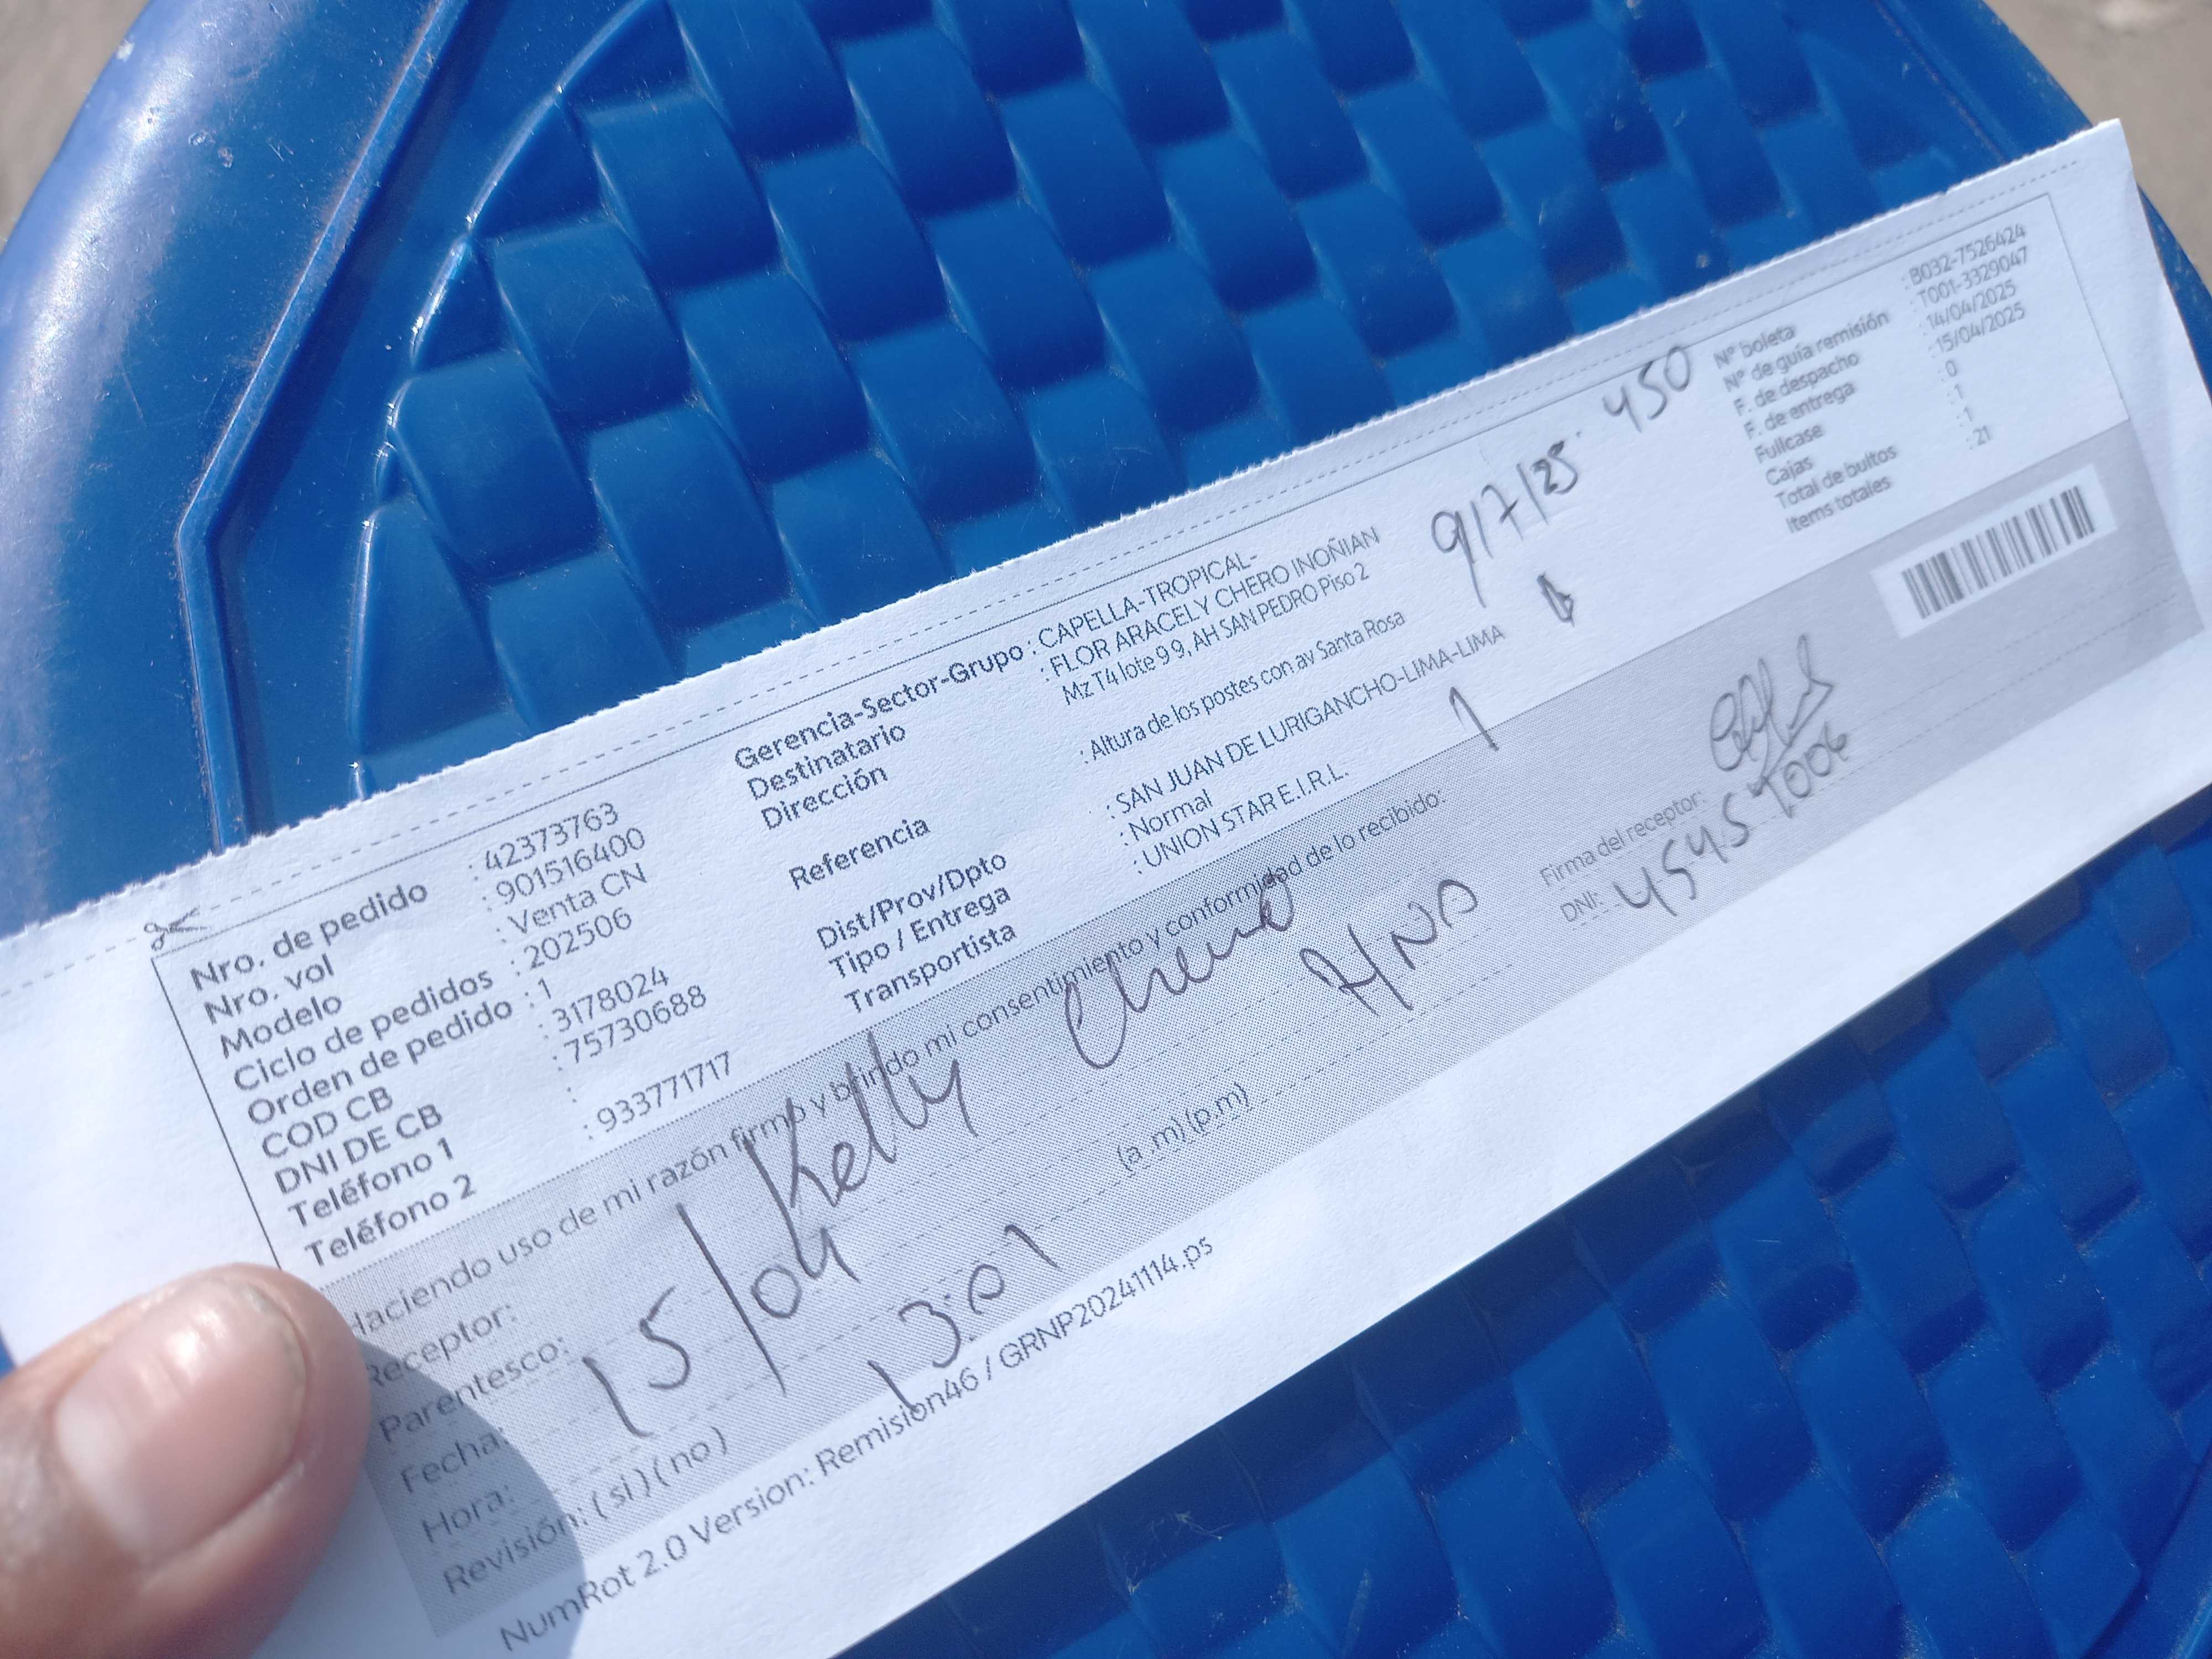 Nro. de pedido : 42373763
Nro. vol : 901516400
Modelo : Venta CN
Ciclo de pedidos : 202506
Orden de pedido : 1
COD CB : 3178024
DNI DE CB : 75730688
Teléfono 1 :
Teléfono 2 : 933771717
Gerencia-Sector-Grupo : CAPELLA-TROPICAL-
Destinatario : FLOR ARACELY CHERO INOÑIAN
Dirección Mz T4 lote 9 9, AH SAN PEDRO Piso 2
Referencia : Altura de los postes con av Santa Rosa
Dist/Prov/Dpto : SAN JUAN DE LURIGANCHO-LIMA-LIMA
Tipo / Entrega : Normal
Transportista : UNION STAR E.I.R.L.
9/7/25. 450
1
N° boleta : B032-7526424
N° de guía remisión : T001-3329047
F. de despacho : 14/04/2025
F. de entrega : 15/04/2025
Fullcase : 0
Cajas : 1
Total de bultos : 1
Items totales : 21
Haciendo uso de mi razón firmo y brindo mi consentimiento y conformidad de lo recibido:
Receptor: Kelly Chero
Parentesco: HNA
Fecha: 15/04
Hora: 13:01 (a .m) (p.m)
Revisión: ( si ) ( no )
Firma del receptor:
DNI: 45457006
NumRot 2.0 Version: Remision46 / GRNP20241114.ps